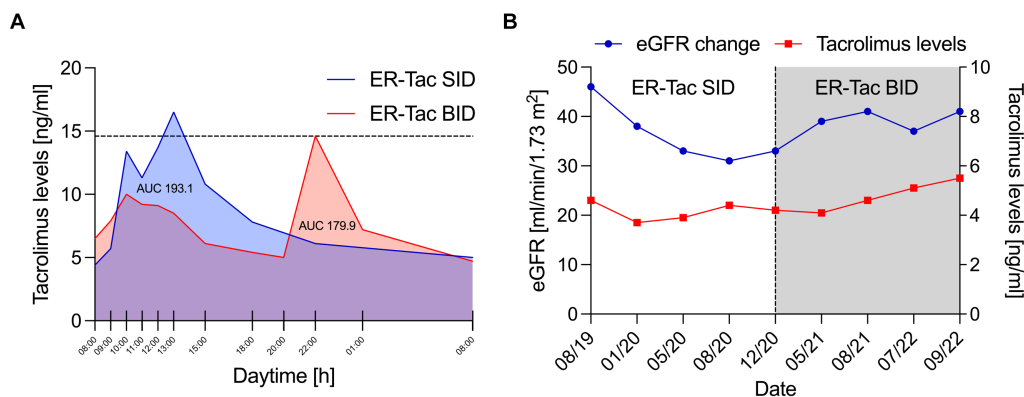 A
Tacrolimus levels [ng/ml]
20
15
10
5
0
ER-Tac SID
ER-Tac BID
AUC 193.1
AUC 179.9
08:00
09:00
10:00
11:00
12:00
13:00
15:00
18:00
20:00
22:00
01:00
08:00
Daytime [h]
B
eGFR change
Tacrolimus levels
eGFR [ml/min/1.73 m²]
50
40
30
20
10
0
ER-Tac SID
ER-Tac BID
10
8
6
4
2
0
Tacrolimus levels
[ng/ml]
08/19
01/20
05/20
08/20
12/20
05/21
08/21
07/22
09/22
Date